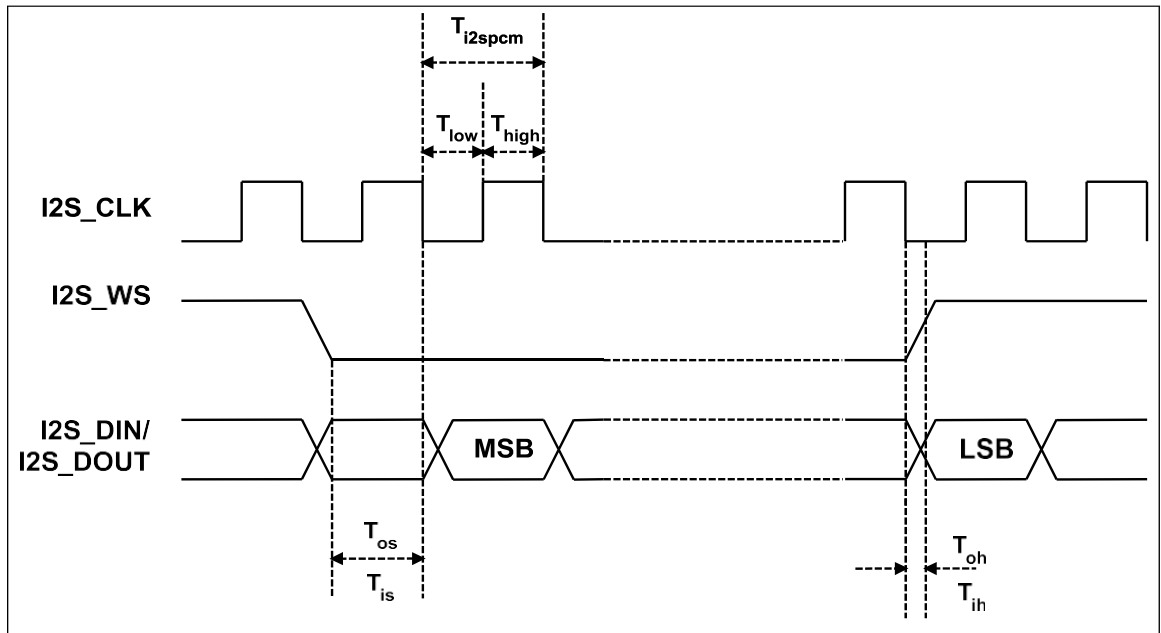 Ti2spcm
Tlow
Thigh
I2S_CLK
I2S_WS
I2S_DIN/
I2S_DOUT
MSB
LSB
Tos
Tis
Toh
Tih